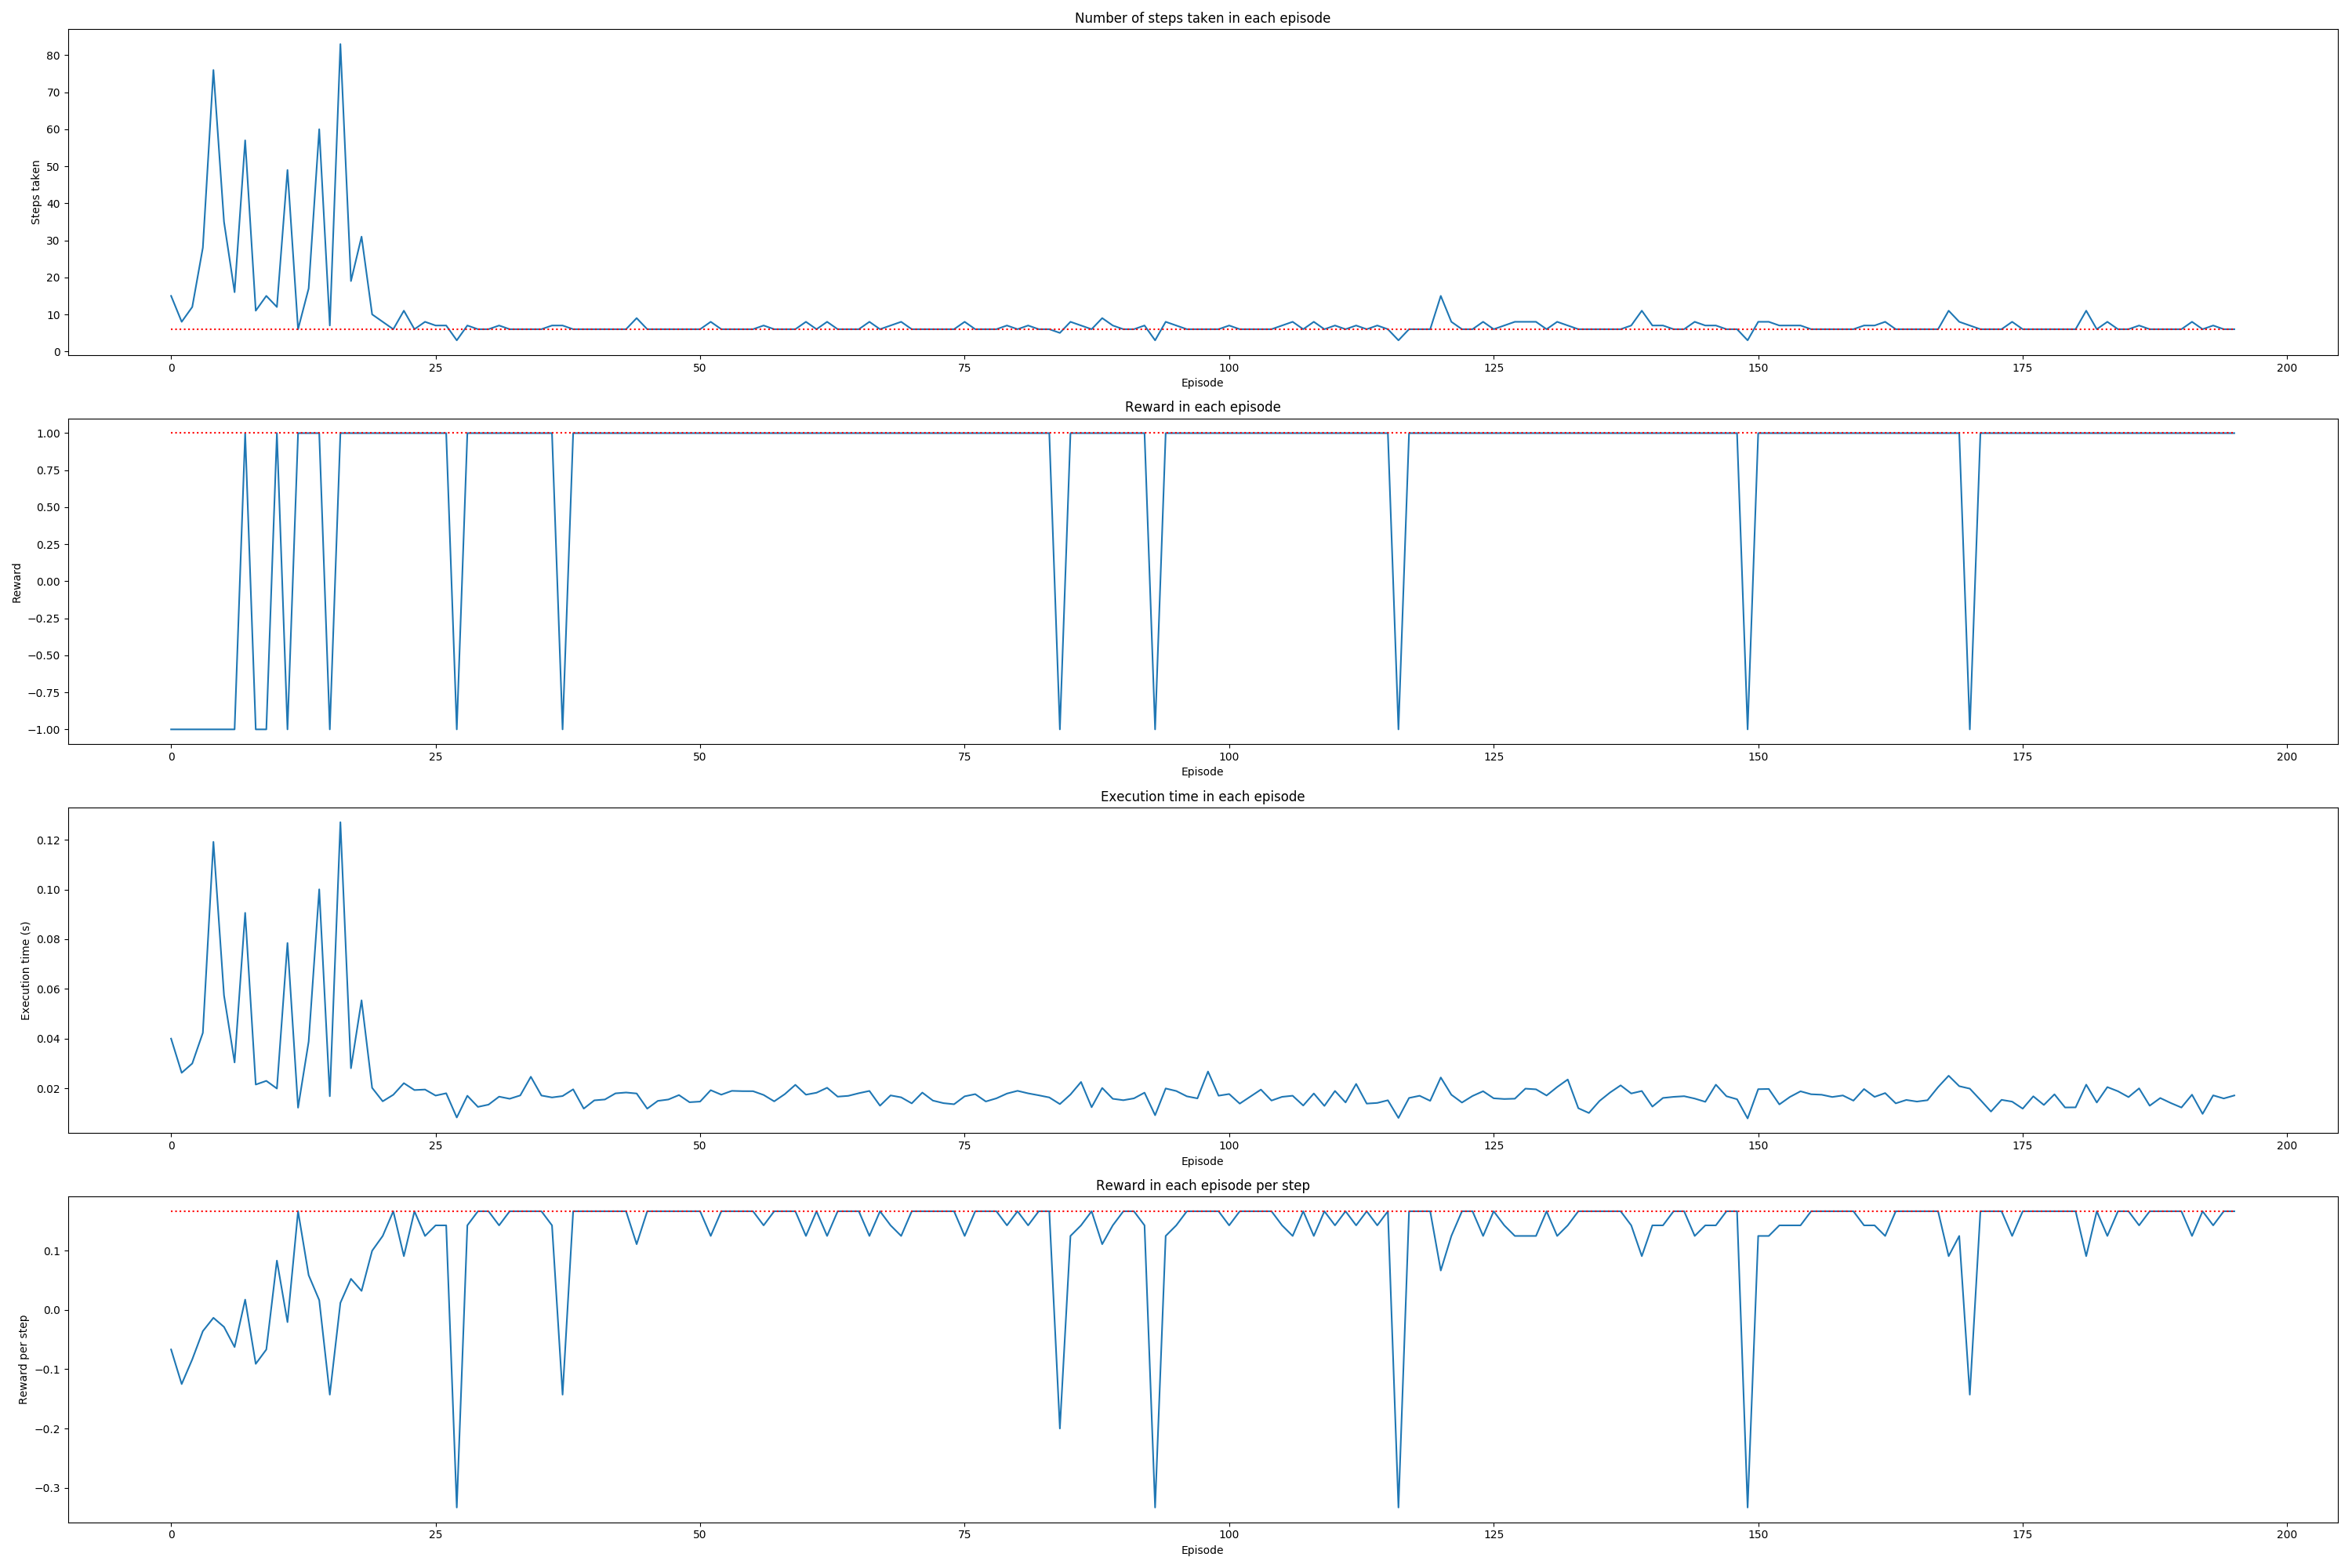 Number of steps taken in each episode
80
70
60
50
40
30
20
10
0
Steps taken
0 25 50 75 100 125 150 175 200
Episode
Reward in each episode
1.00
0.75
0.50
0.25
0.00
−0.25
−0.50
−0.75
−1.00
Reward
0 25 50 75 100 125 150 175 200
Episode
Execution time in each episode
0.12
0.10
0.08
0.06
0.04
0.02
Execution time (s)
0 25 50 75 100 125 150 175 200
Episode
Reward in each episode per step
0.1
0.0
−0.1
−0.2
−0.3
Reward per step
0 25 50 75 100 125 150 175 200
Episode